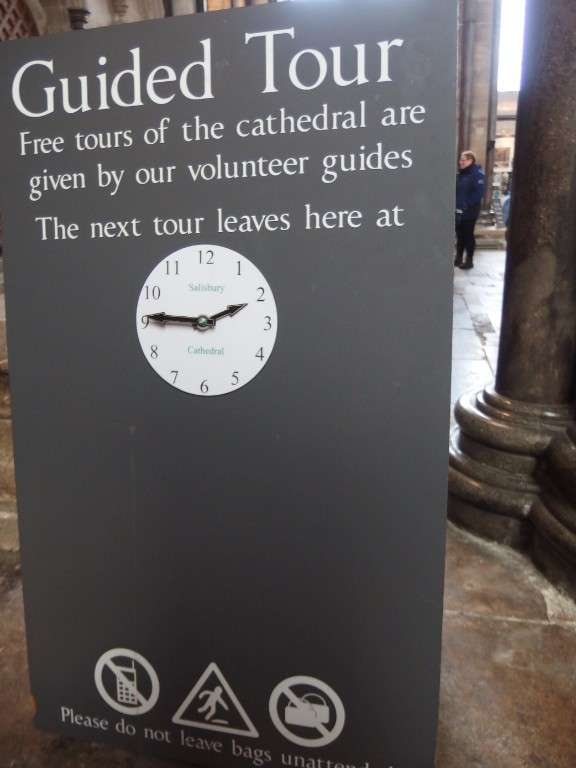 Guided Tour
Free tours of the cathedral are
given by our volunteer guides
The next tour leaves here at
12
11 1
10 Salisbury 2
9 3
8 Cathedral 4
7 5
6
Please do not leave bags